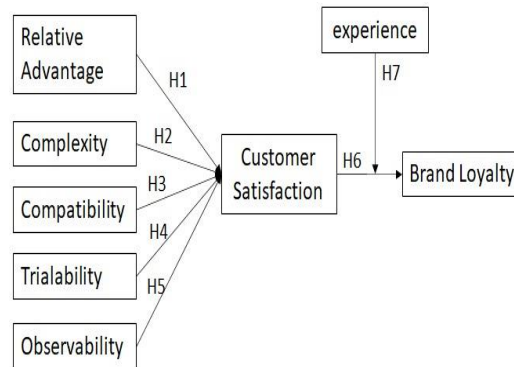 Relative
Advantage
experience
H1
H7
Complexity
H2
Customer
Satisfaction
H6
Brand Loyalty
H3
Compatibility
H4
Trialability
H5
Observability